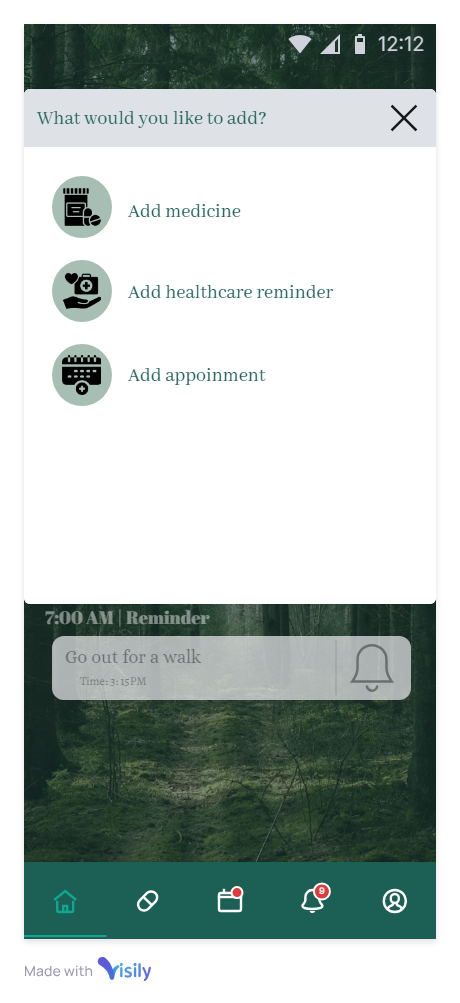 12:12
What would you like to add?
Add medicine
Add healthcare reminder
Add appoinment
7:00 AM | Reminder
Go out for a walk
Time: 3: 15PM
9
Made with Visily